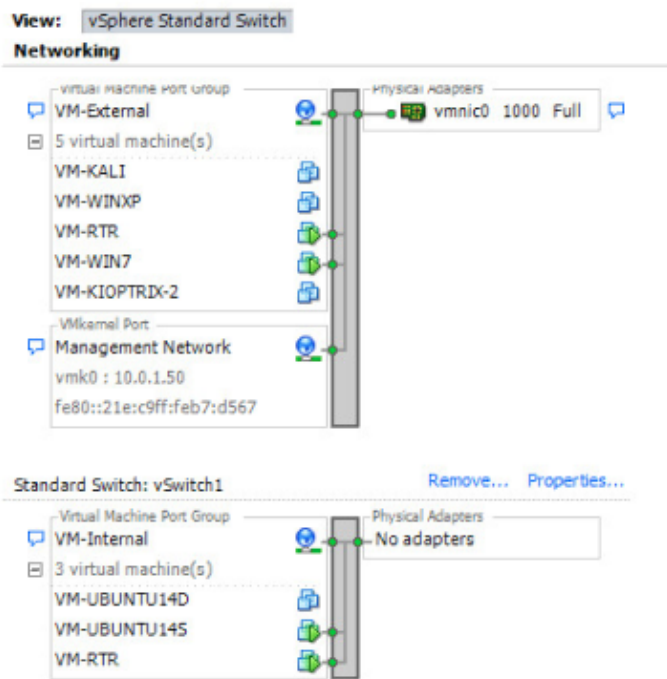 View: vSphere Standard Switch
Networking
Virtual Machine Port Group
Physical Adapters
VM-External
vmnic0 1000 Full
5 virtual machine(s)
VM-KALI
VM-WINXP
VM-RTR
VM-WIN7
VM-KIOPTRIX-2
VMkernel Port
Management Network
vmk0 : 10.0.1.50
fe80::21e:c9ff:feb7:d567
Standard Switch: vSwitch1 Remove... Properties...
Virtual Machine Port Group
Physical Adapters
VM-Internal
No adapters
3 virtual machine(s)
VM-UBUNTU14D
VM-UBUNTU14S
VM-RTR